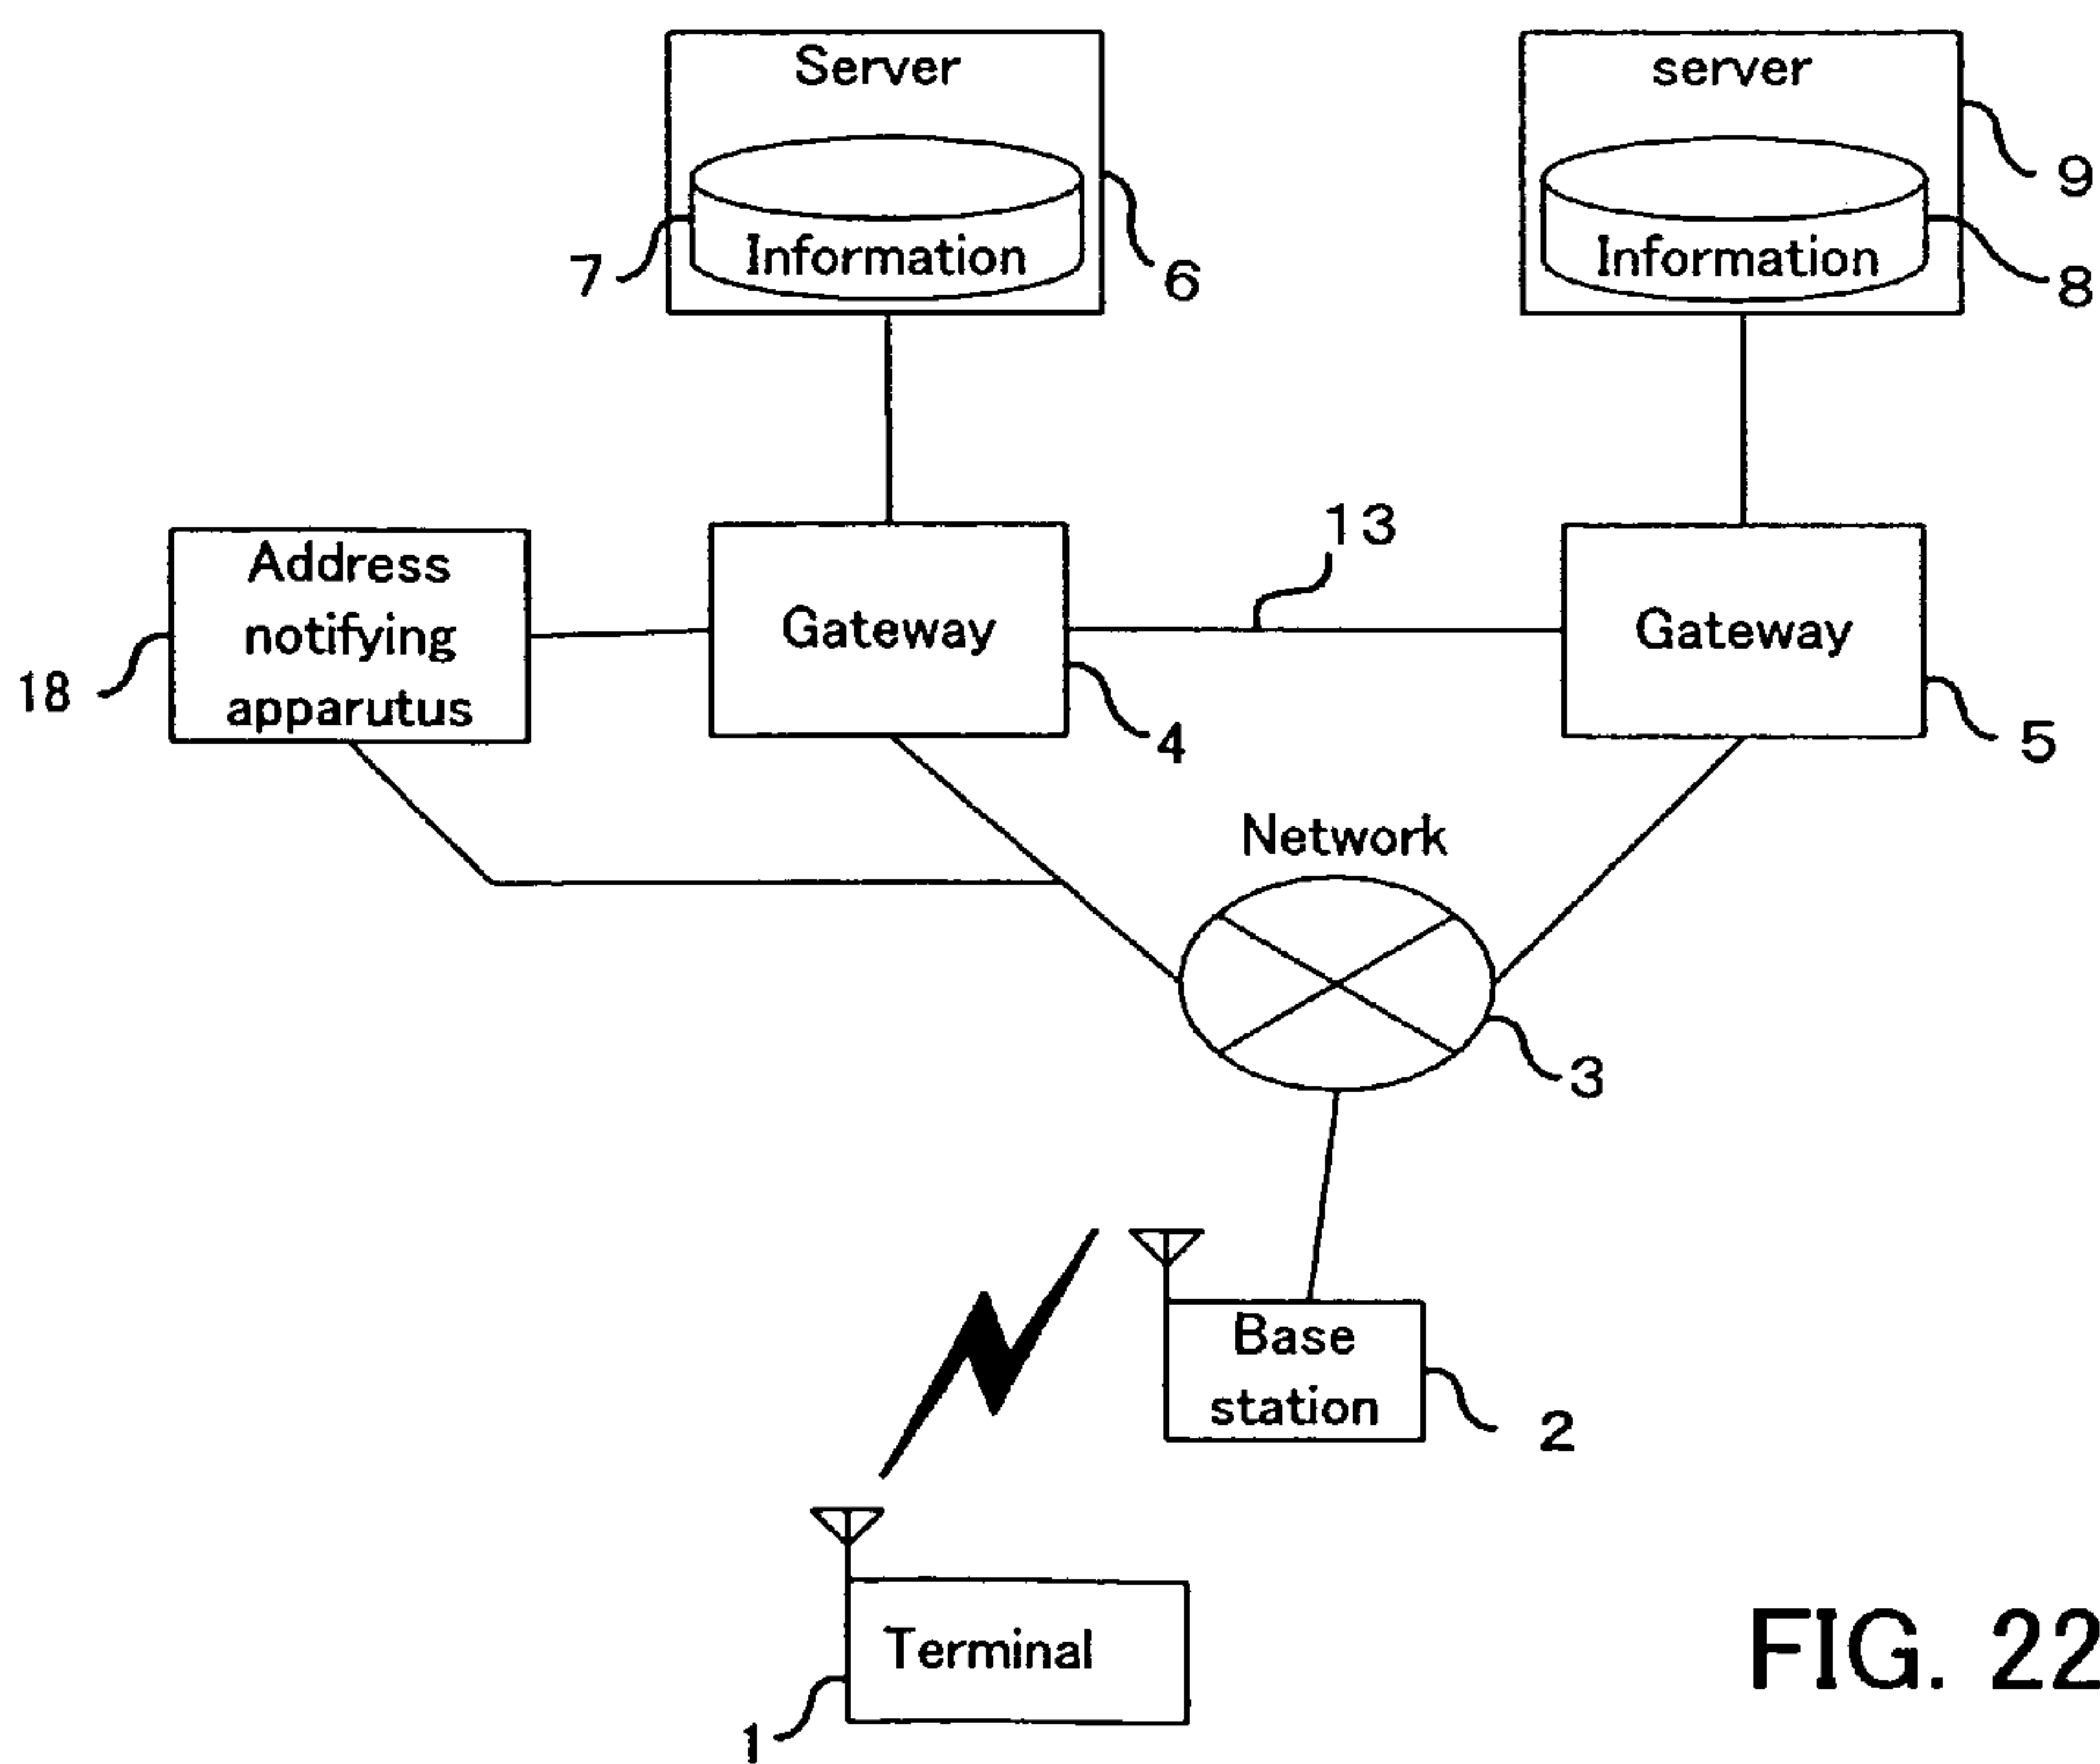 Server
server
9
7
Information
6
Information
8
13
Address
notifying
apparutus
Gateway
Gateway
18
4
5
Network
3
Base
station
2
Terminal
1
FIG. 22